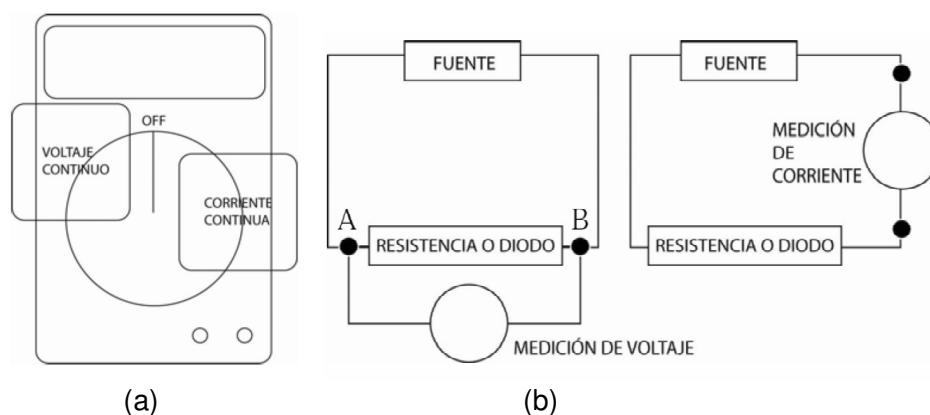 OFF
VOLTAJE
CONTINUO
CORRIENTE
CONTINUA
(a)
FUENTE
A
B
RESISTENCIA O DIODO
MEDICIÓN DE VOLTAJE
FUENTE
MEDICIÓN
DE
CORRIENTE
RESISTENCIA O DIODO
(b)